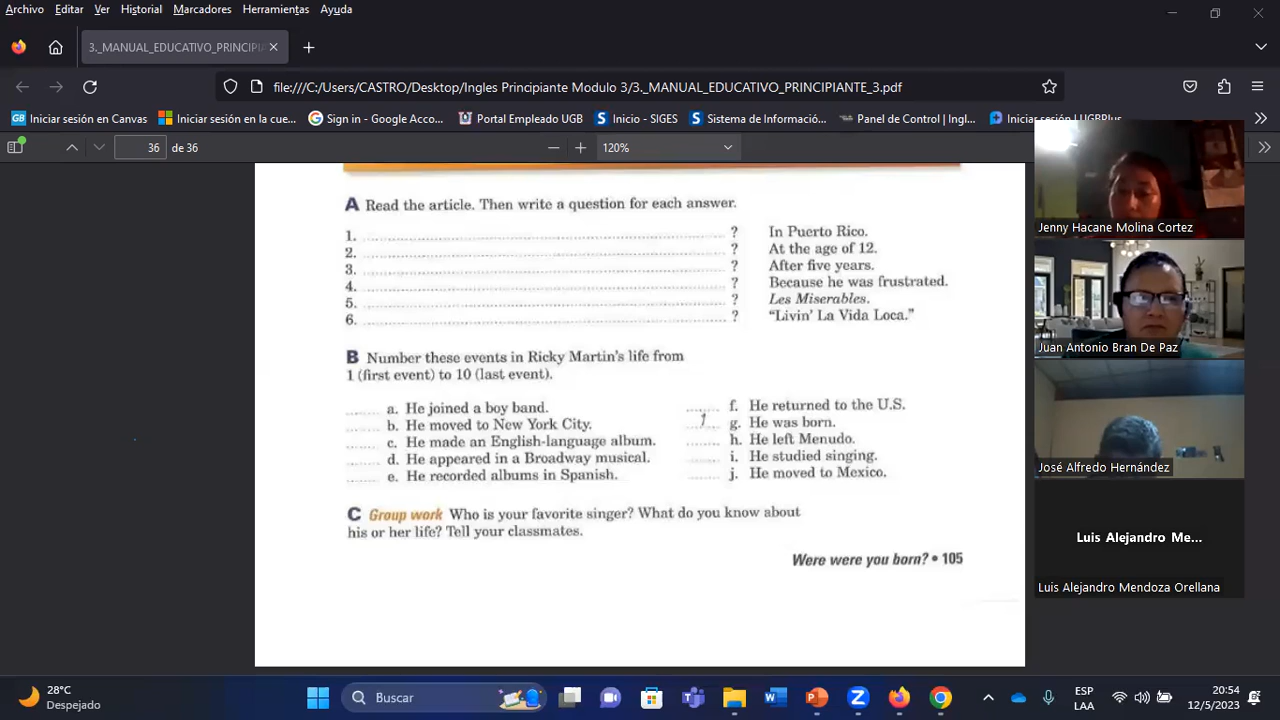 Archivo Editar Ver Historial Marcadores Herramientas Ayuda
3._MANUAL_EDUCATIVO_PRINCIPI
file:///C:/Users/CASTRO/Desktop/Ingles Principiante Modulo 3/3._MANUAL_EDUCATIVO_PRINCIPIANTE_3.pdf
GB Iniciar sesión en Canvas Iniciar sesión en la cue... Sign in - Google Acco... Portal Empleado UGB Inicio - SIGES Sistema de Informació... Panel de Control | Ingl... Iniciar sesión | UGBPlus
36 de 36 120%
A Read the article. Then write a question for each answer.
1. ? In Puerto Rico.
2. ? At the age of 12.
3. ? After five years.
4. ? Because he was frustrated.
5. ? Les Miserables.
6. ? "Livin' La Vida Loca."
B Number these events in Ricky Martin's life from
1 (first event) to 10 (last event).
a. He joined a boy band.
b. He moved to New York City.
c. He made an English-language album.
d. He appeared in a Broadway musical.
e. He recorded albums in Spanish.
f. He returned to the U.S.
1 g. He was born.
h. He left Menudo.
i. He studied singing.
j. He moved to Mexico.
C Group work Who is your favorite singer? What do you know about
his or her life? Tell your classmates.
Were were you born? • 105
Jenny Hacae Molina Cortez
Juan Antonio Bran De Paz
José Alfredo Hernández
Luis Alejandro Me...
Luis Alejandro Mendoza Orellana
28°C
Despejado
Buscar
ESP
LAA
20:54
12/5/2023